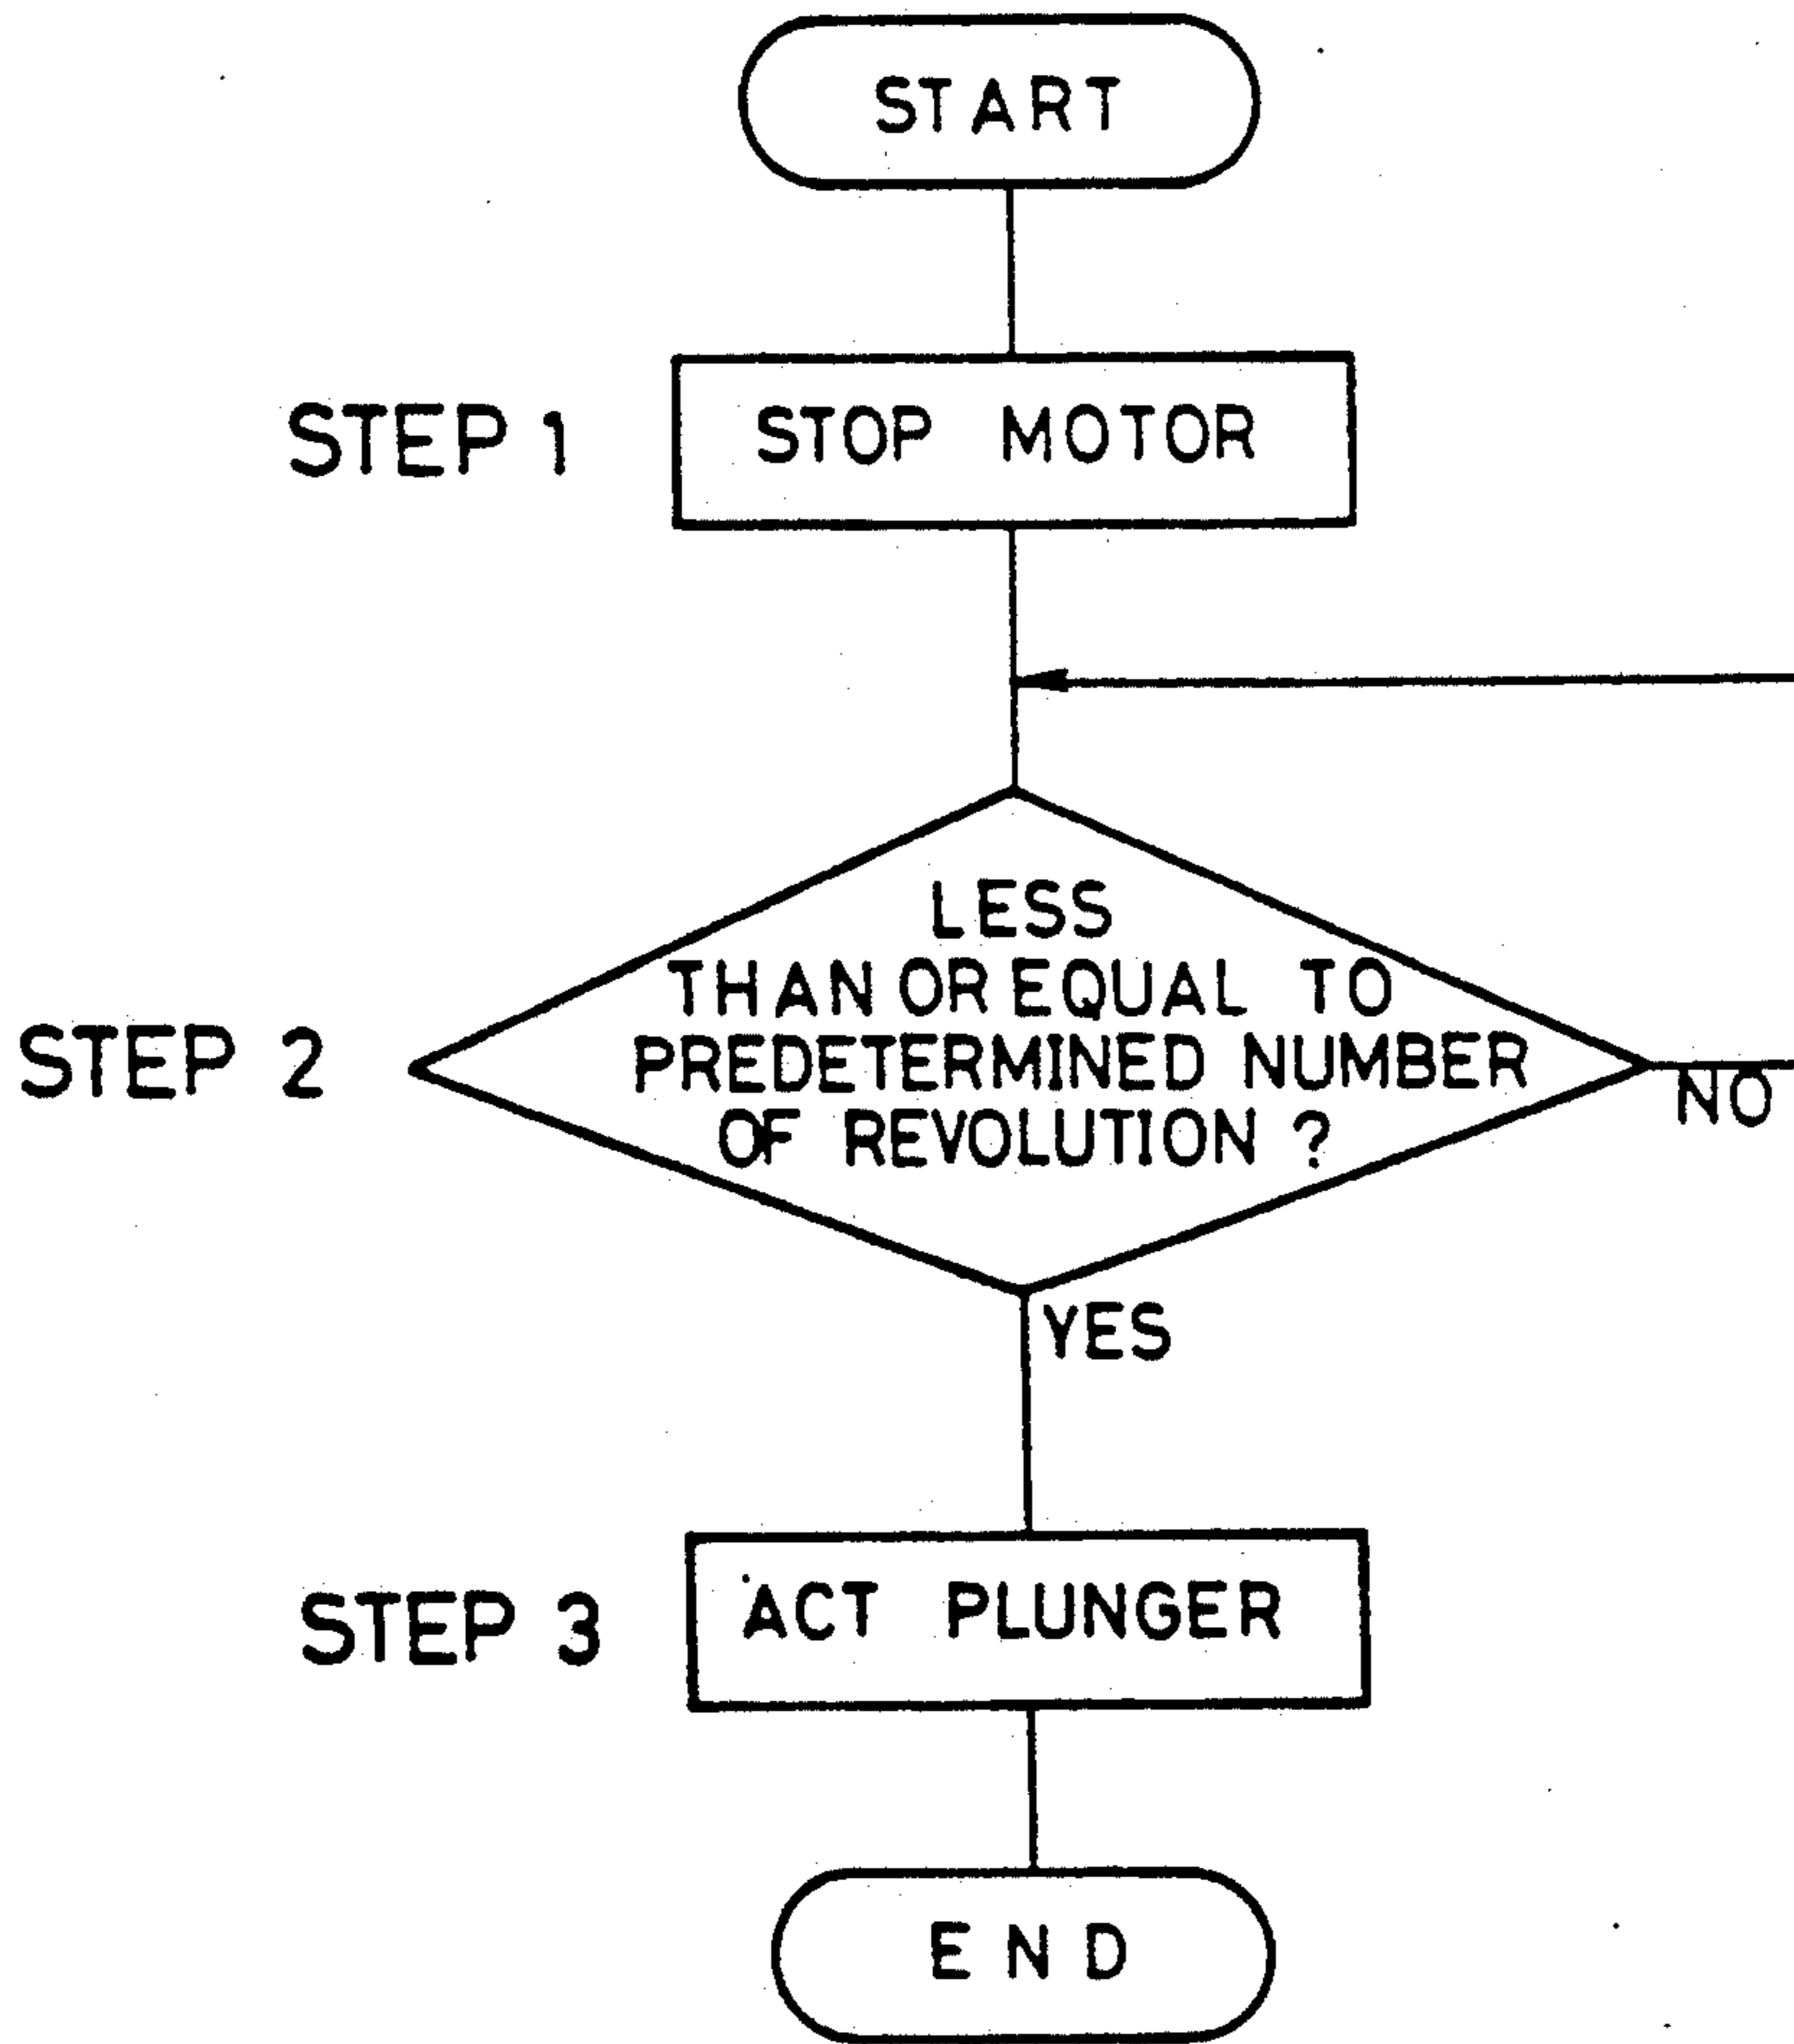 START
STEP 1
STOP MOTOR
LESS
THAN OR EQUAL TO
STEP 2
PREDETERMINED NUMBER
OF REVOLUTION ?
NO
YES
STEP 3
ACT PLUNGER
END